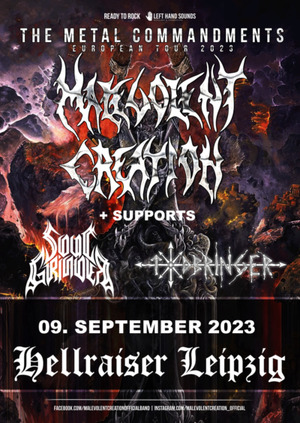 READY TO ROCK LEFT HAND SOUNDS
THE METAL COMMANDMENTS
EUROPEAN TOUR 2023
MALEVOLENT
CREATION
+ SUPPORTS
SOUL
GRINDER
TODBRINGER
09. SEPTEMBER 2023
Hellraiser Leipzig
FACEBOOK.COM/MALEVOLENTCREATIONOFFICIALBAND | INSTAGRAM.COM/MALEVOLENTCREATION_OFFICIAL